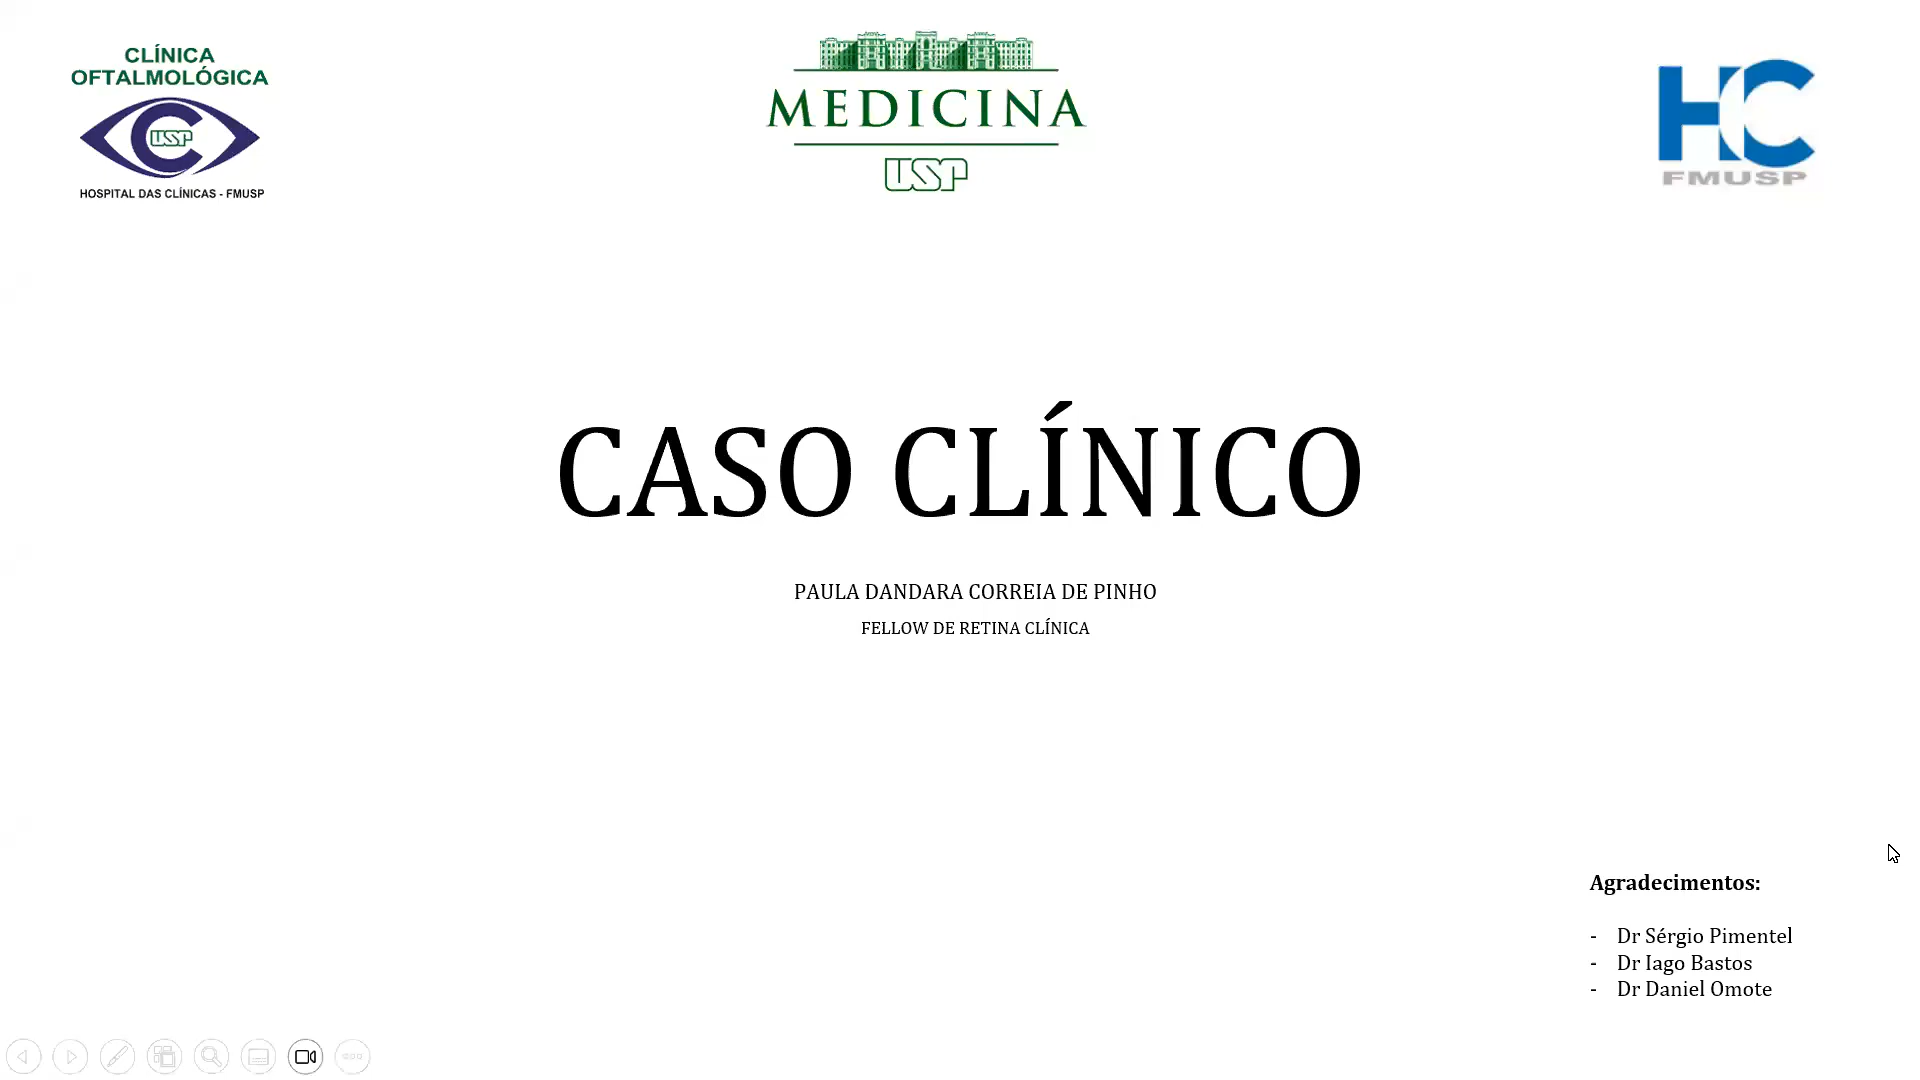 CLÍNICA
OFTALMOLÓGICA
USP
HOSPITAL DAS CLÍNICAS - FMUSP
MEDICINA
USP
HC
FMUSP
CASO CLÍNICO
PAULA DANDARA CORREIA DE PINHO
FELLOW DE RETINA CLÍNICA
Agradecimentos:
- Dr Sérgio Pimentel
- Dr Iago Bastos
- Dr Daniel Omote